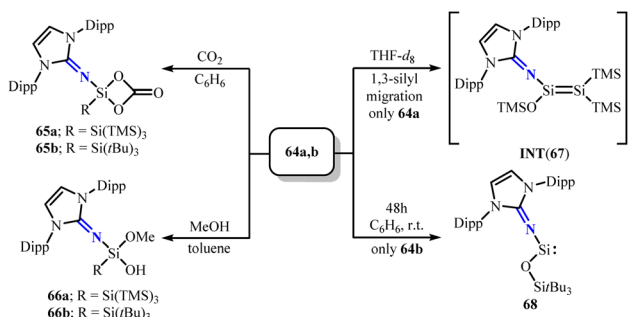 Dipp
N
N
N
Dipp
Si
O
O
O
R
65a; R = Si(TMS)3
65b; R = Si(tBu)3
CO2
C6H6
THF-d8
1,3-silyl
migration
only 64a
Dipp
N
N
N
Dipp
TMS
Si
Si
TMSO
TMS
INT(67)
64a,b
Dipp
N
N
N
Dipp
OMe
Si
R
OH
66a; R = Si(TMS)3
66b; R = Si(tBu)3
MeOH
toluene
48h
C6H6, r.t.
only 64b
Dipp
N
N
N
Dipp
Si:
O
SitBu3
68